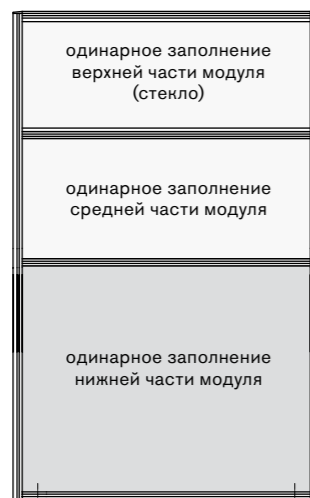 одинарное заполнение
верхней части модуля
(стекло)
одинарное заполнение
средней части модуля
одинарное заполнение
нижней части модуля